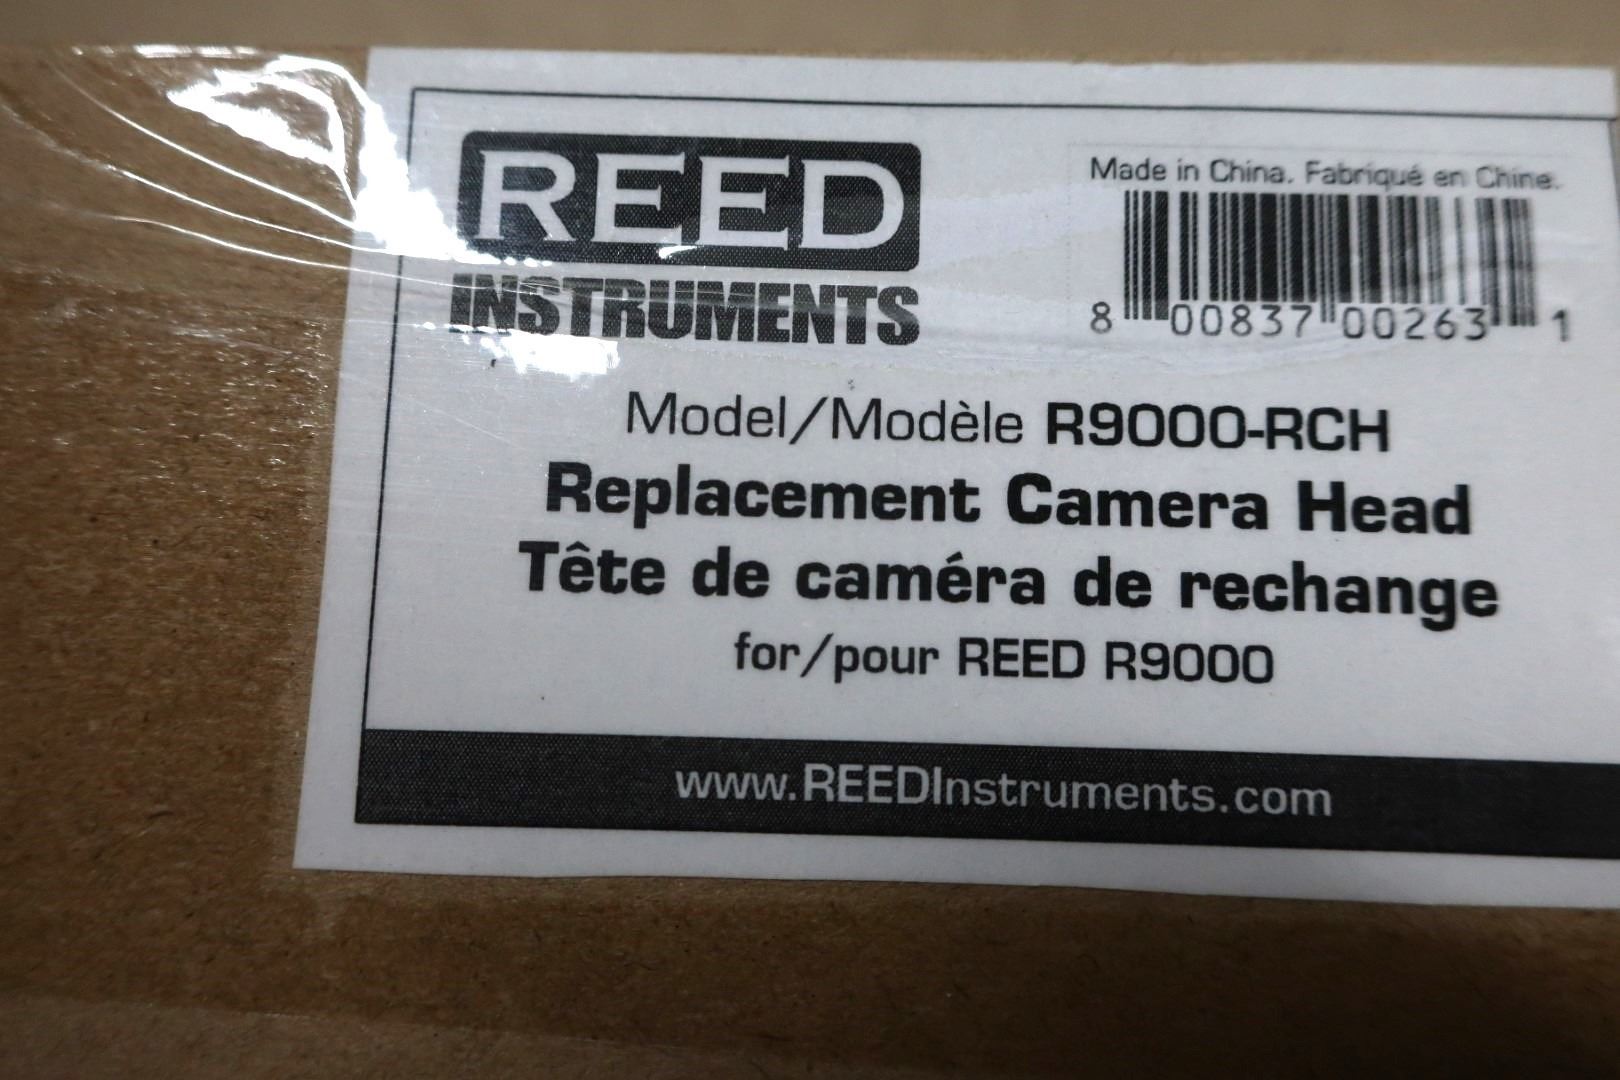 REED
INSTRUMENTS
Made in China. Fabriqué en Chine.
8 00837 00263 1
Model/Modèle R9000-RCH
Replacement Camera Head
Tête de caméra de rechange
for/pour REED R9000
www.REEDInstruments.com